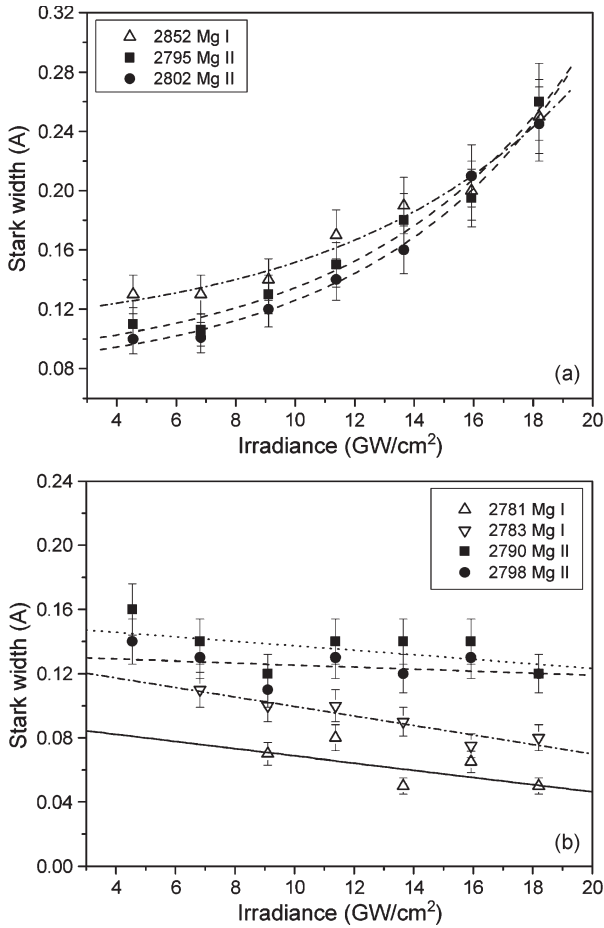 0.32
2852 Mg I
2795 Mg II
2802 Mg II
0.28
0.24
0.20
0.16
0.12
0.08
Stark width (A)
(a)
4 6 8 10 12 14 16 18 20
Irradiance (GW/cm²)
0.24
2781 Mg I
2783 Mg I
2790 Mg II
2798 Mg II
0.20
0.16
0.12
0.08
0.04
0.00
Stark width (A)
(b)
4 6 8 10 12 14 16 18 20
Irradiance (GW/cm²)